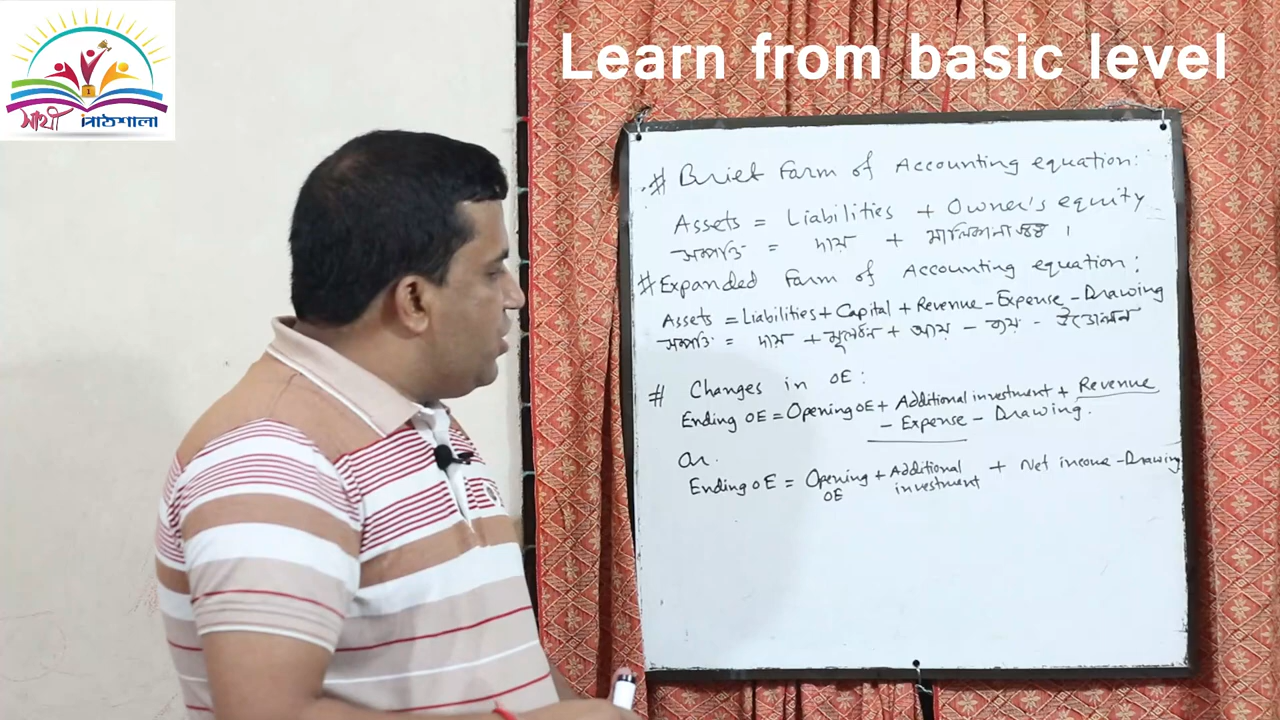 সাথী পাঠশালা
Learn from basic level
# Brief Form of Accounting equation:
Assets = Liabilities + Owner's equity
সম্পত্তি = দায় + মালিকানা স্বত্ব ।
# Expanded Form of Accounting equation:
Assets = Liabilities + Capital + Revenue - Expense - Drawing
সম্পত্তি = দায় + মূলধন + আয় - ব্যয় - উত্তোলন
# Changes in OE:
Ending OE = Opening OE + Additional investment + Revenue
- Expense - Drawing.
Or.
Ending OE = Opening OE + Additional investment + Net income - Drawing